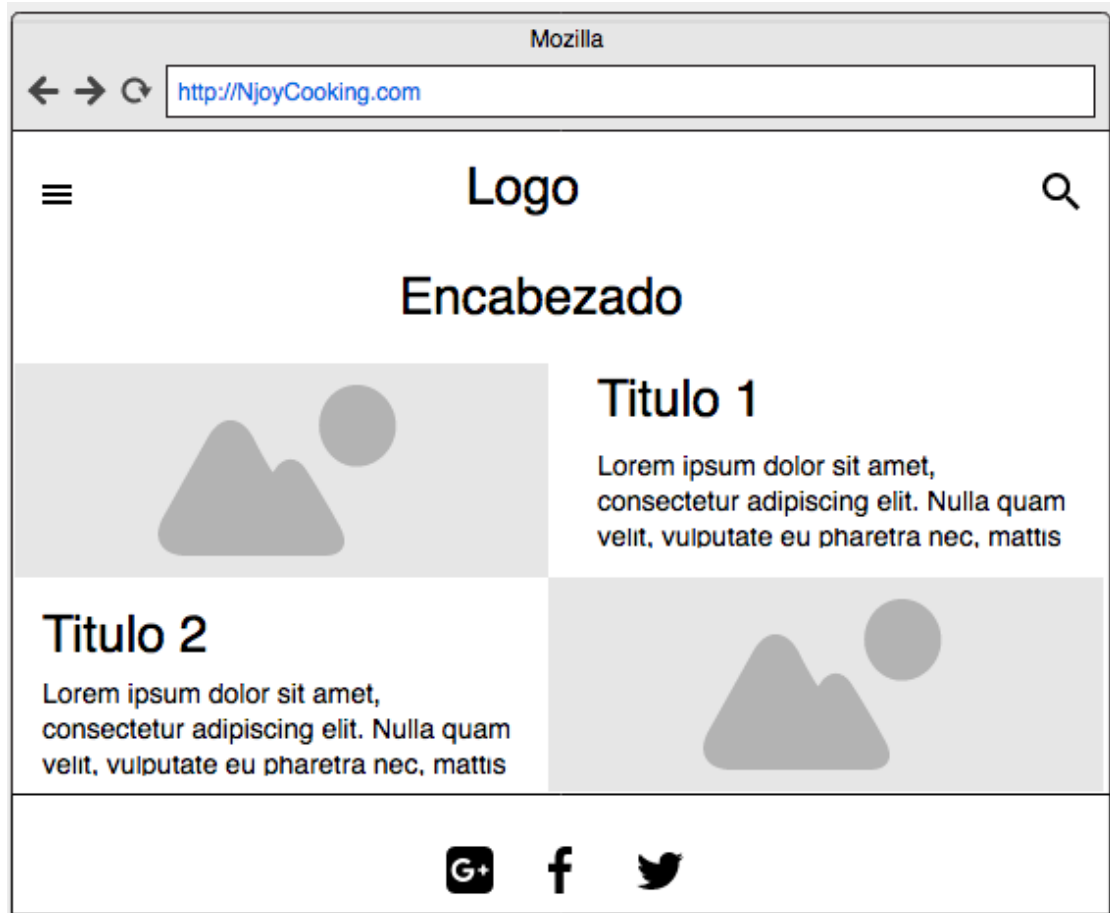 Mozilla
http://NjoyCooking.com
Logo
Encabezado
Titulo 1
Lorem ipsum dolor sit amet,
consectetur adipiscing elit. Nulla quam
velit, vulputate eu pharetra nec, mattis
Titulo 2
Lorem ipsum dolor sit amet,
consectetur adipiscing elit. Nulla quam
velit, vulputate eu pharetra nec, mattis
G+